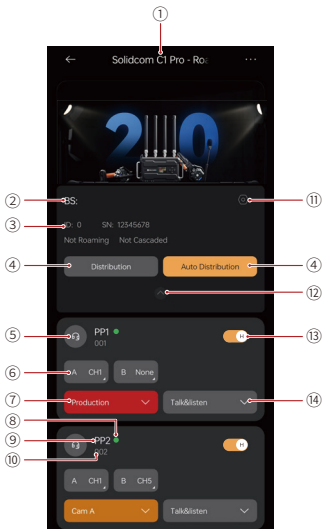 ①
Solidcom C1 Pro - Roa
20
② BS: ⑪
③ ID: 0 SN: 12345678
Not Roaming Not Cascaded
④ Distribution Auto Distribution ④
⑫
⑤ PP1 H ⑬
001
⑥ A CH1 B None
⑦ Production Talk&listen ⑭
⑧
⑨ PP2 H
⑩ 002
A CH1 B CH5
Cam A Talk&listen